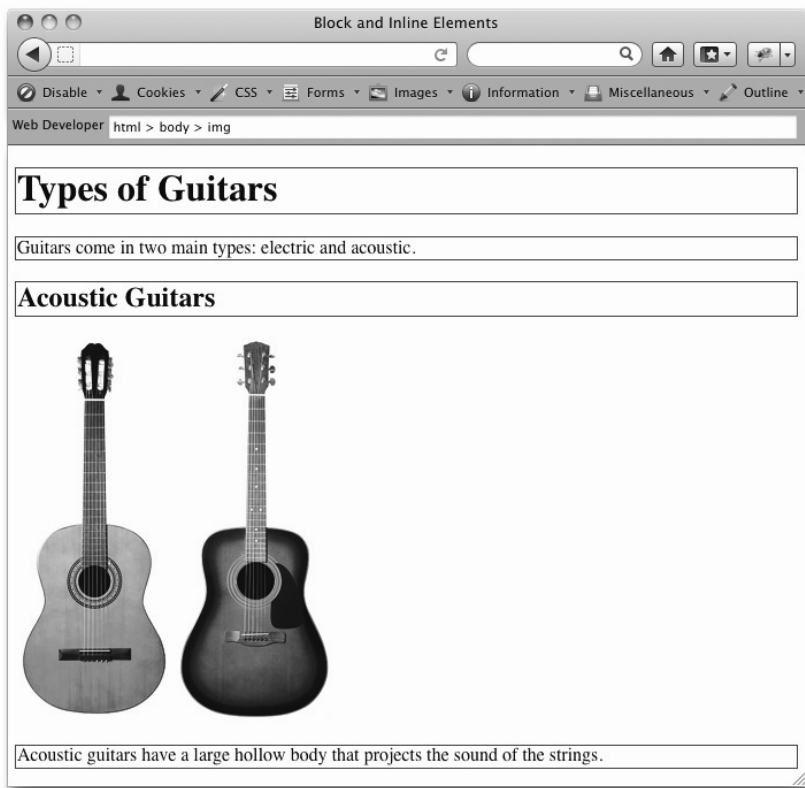 Block and Inline Elements
Disable Cookies CSS Forms Images Information Miscellaneous Outline
Web Developer html > body > img
Types of Guitars
Guitars come in two main types: electric and acoustic.
Acoustic Guitars
Acoustic guitars have a large hollow body that projects the sound of the strings.